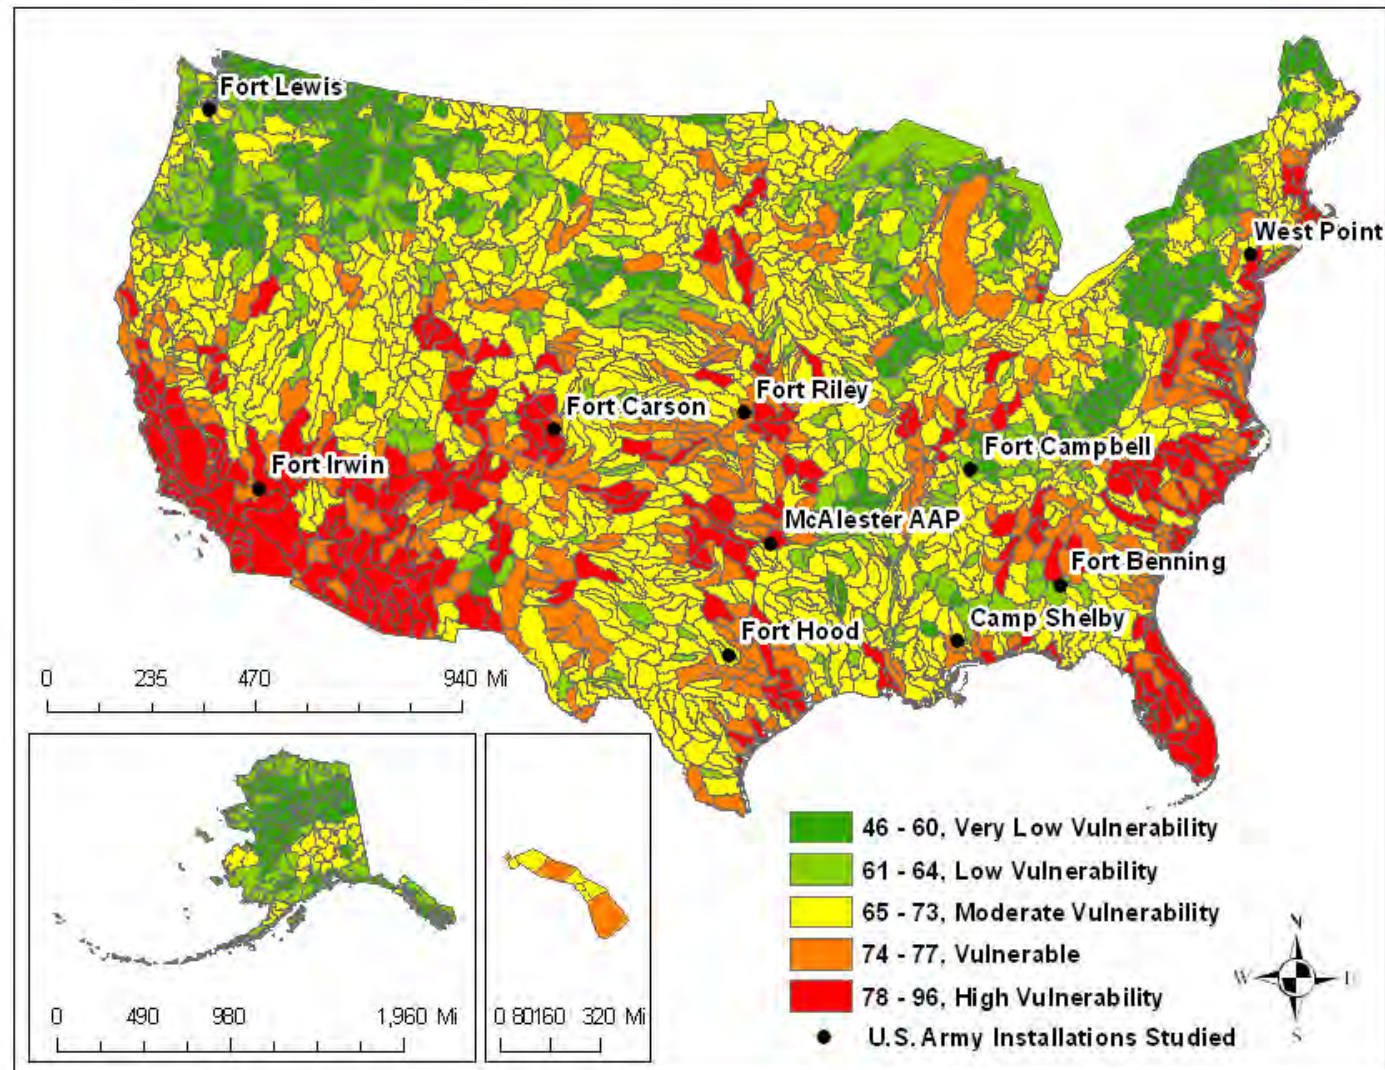 Fort Lewis
West Point
Fort Riley
Fort Carson
Fort Campbell
Fort Irwin
McAlester AAP
Fort Benning
Camp Shelby
Fort Hood
0 235 470 940 Mi
46 - 60, Very Low Vulnerability
61 - 64, Low Vulnerability
65 - 73, Moderate Vulnerability
74 - 77, Vulnerable
78 - 96, High Vulnerability
U.S. Army Installations Studied
N
W E
S
0 490 980 1,960 Mi
0 80160 320 Mi